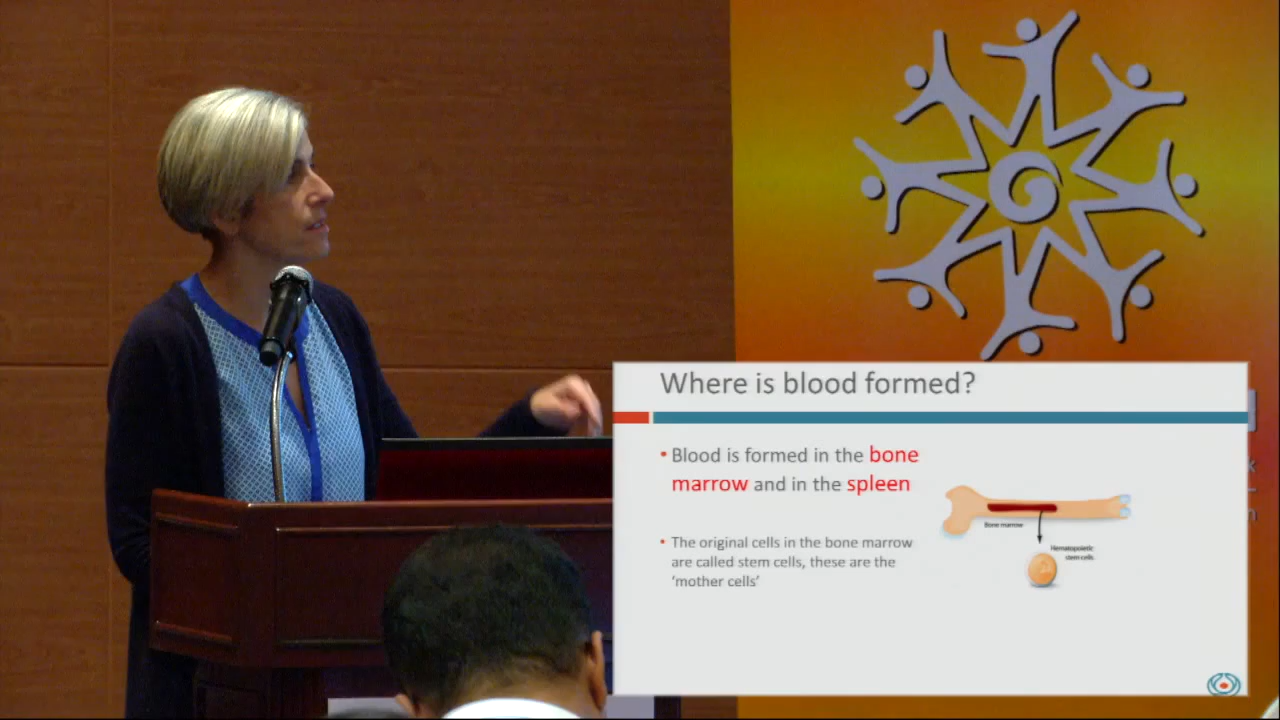 Where is blood formed?
• Blood is formed in the bone
marrow and in the spleen
• The original cells in the bone marrow
are called stem cells, these are the
'mother cells'
Bone marrow
Hematopoietic
stem cells